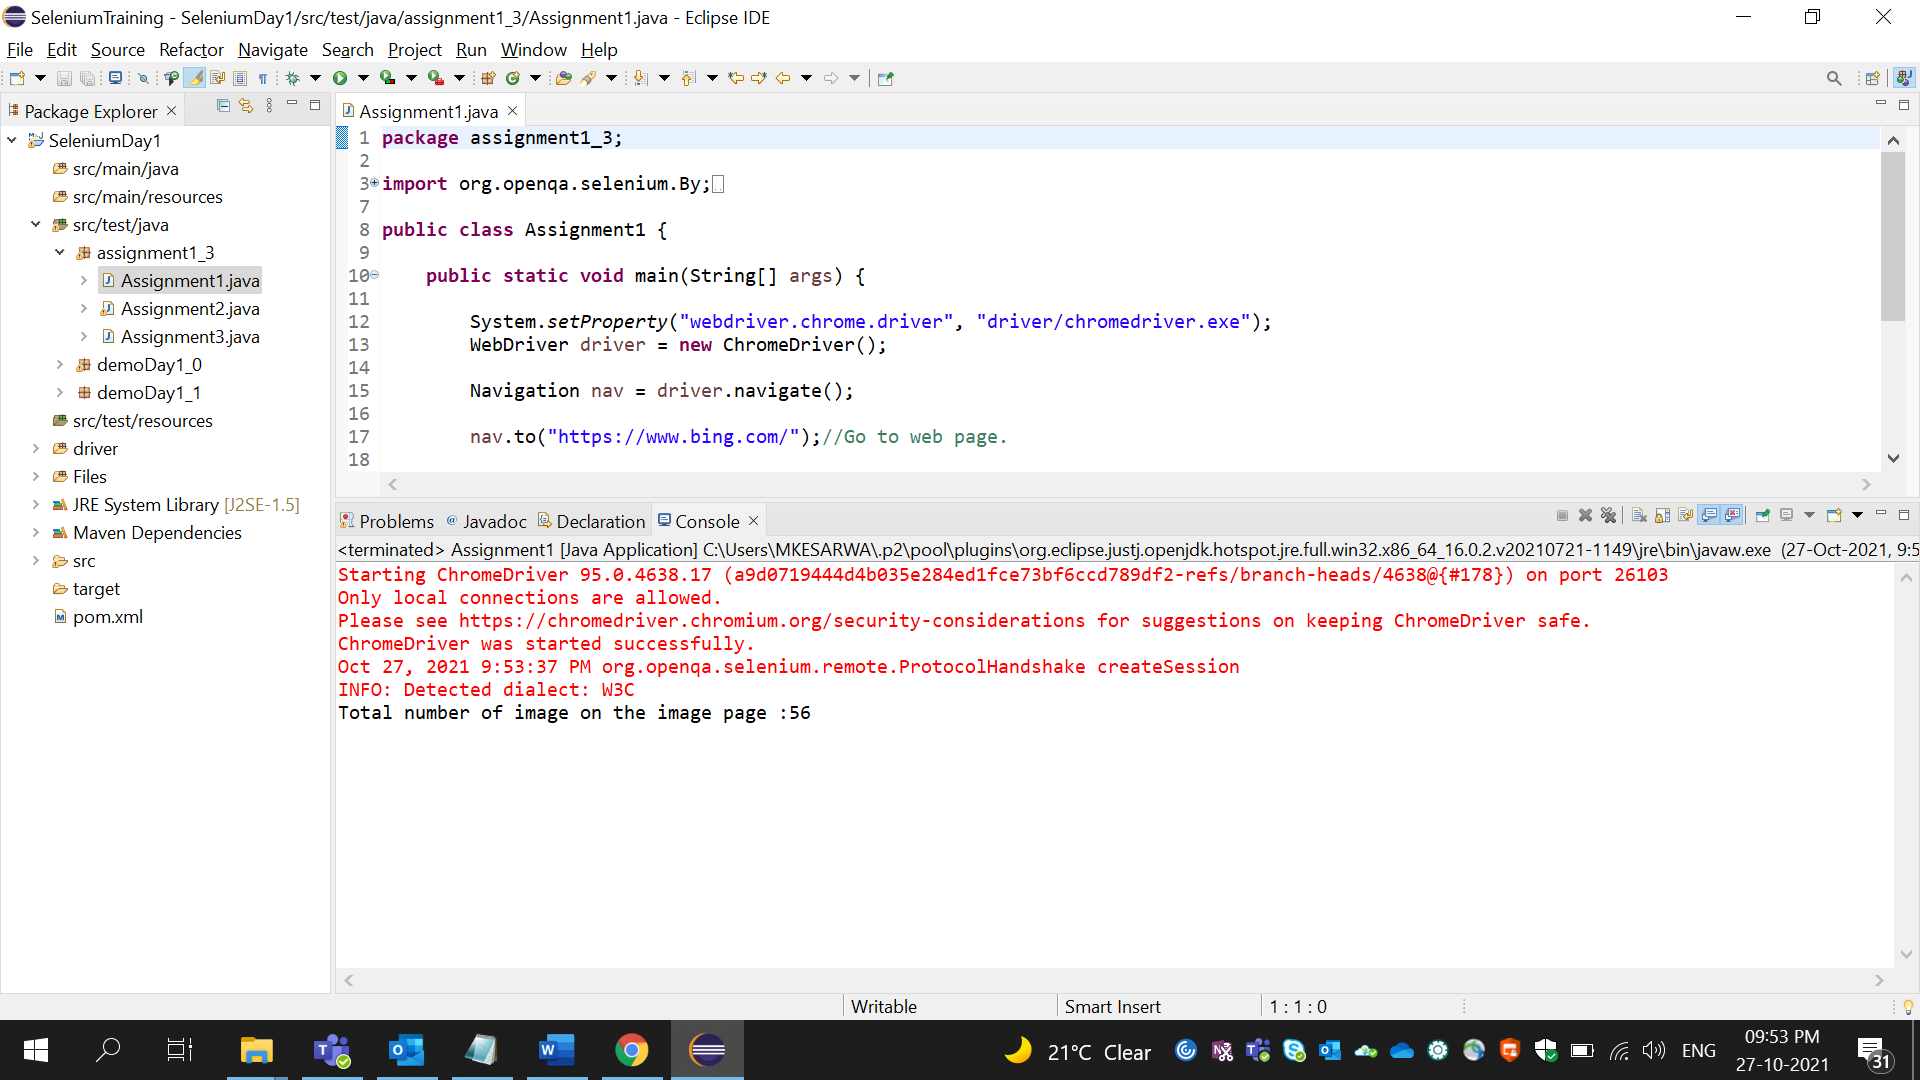 SeleniumTraining - SeleniumDay1/src/test/java/assignment1_3/Assignment1.java - Eclipse IDE
File Edit Source Refactor Navigate Search Project Run Window Help
Package Explorer
SeleniumDay1
src/main/java
src/main/resources
src/test/java
assignment1_3
Assignment1.java
Assignment2.java
Assignment3.java
demoDay1_0
demoDay1_1
src/test/resources
driver
Files
JRE System Library [J2SE-1.5]
Maven Dependencies
src
target
pom.xml
Assignment1.java
1 package assignment1_3;
2
3 import org.openqa.selenium.By;
7
8 public class Assignment1 {
9
10 public static void main(String[] args) {
11
12 System.setProperty("webdriver.chrome.driver", "driver/chromedriver.exe");
13 WebDriver driver = new ChromeDriver();
14
15 Navigation nav = driver.navigate();
16
17 nav.to("https://www.bing.com/");//Go to web page.
18
Problems Javadoc Declaration Console
<terminated> Assignment1 [Java Application] C:\Users\MKESARWA\.p2\pool\plugins\org.eclipse.justj.openjdk.hotspot.jre.full.win32.x86_64_16.0.2.v20210721-1149\jre\bin\javaw.exe (27-Oct-2021, 9:5
Starting ChromeDriver 95.0.4638.17 (a9d0719444d4b035e284ed1fce73bf6ccd789df2-refs/branch-heads/4638@{#178}) on port 26103
Only local connections are allowed.
Please see https://chromedriver.chromium.org/security-considerations for suggestions on keeping ChromeDriver safe.
ChromeDriver was started successfully.
Oct 27, 2021 9:53:37 PM org.openqa.selenium.remote.ProtocolHandshake createSession
INFO: Detected dialect: W3C
Total number of image on the image page :56
Writable Smart Insert 1 : 1 : 0
21°C Clear ENG 09:53 PM
27-10-2021
31